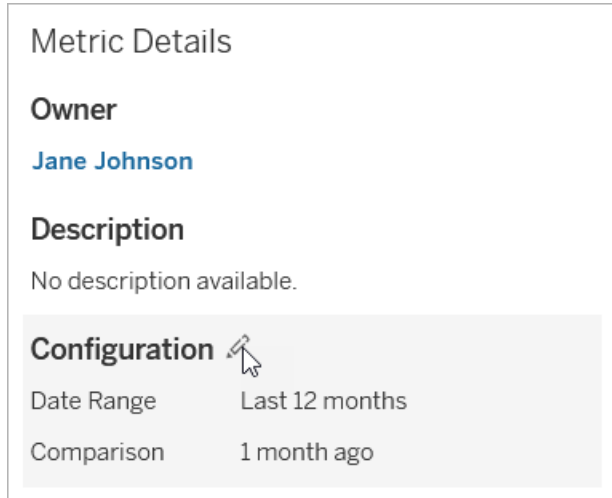 Metric Details
Owner
Jane Johnson
Description
No description available.
Configuration
Date Range Last 12 months
Comparison 1 month ago